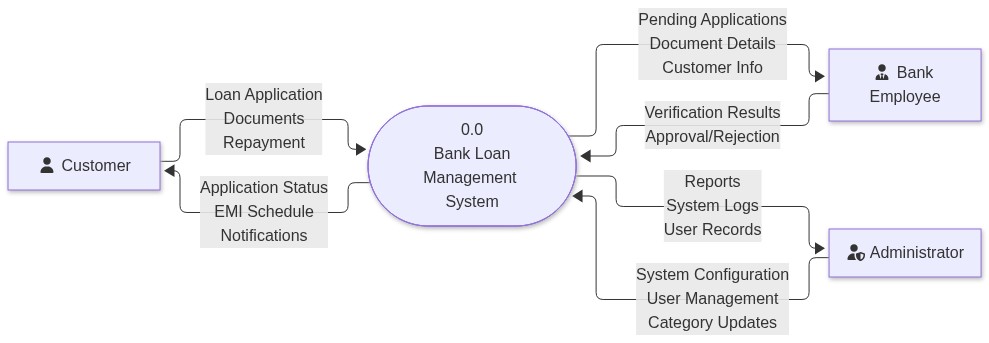 Customer
Loan Application
Documents
Repayment
Application Status
EMI Schedule
Notifications
0.0
Bank Loan
Management
System
Pending Applications
Document Details
Customer Info
Verification Results
Approval/Rejection
Bank
Employee
Reports
System Logs
User Records
System Configuration
User Management
Category Updates
Administrator